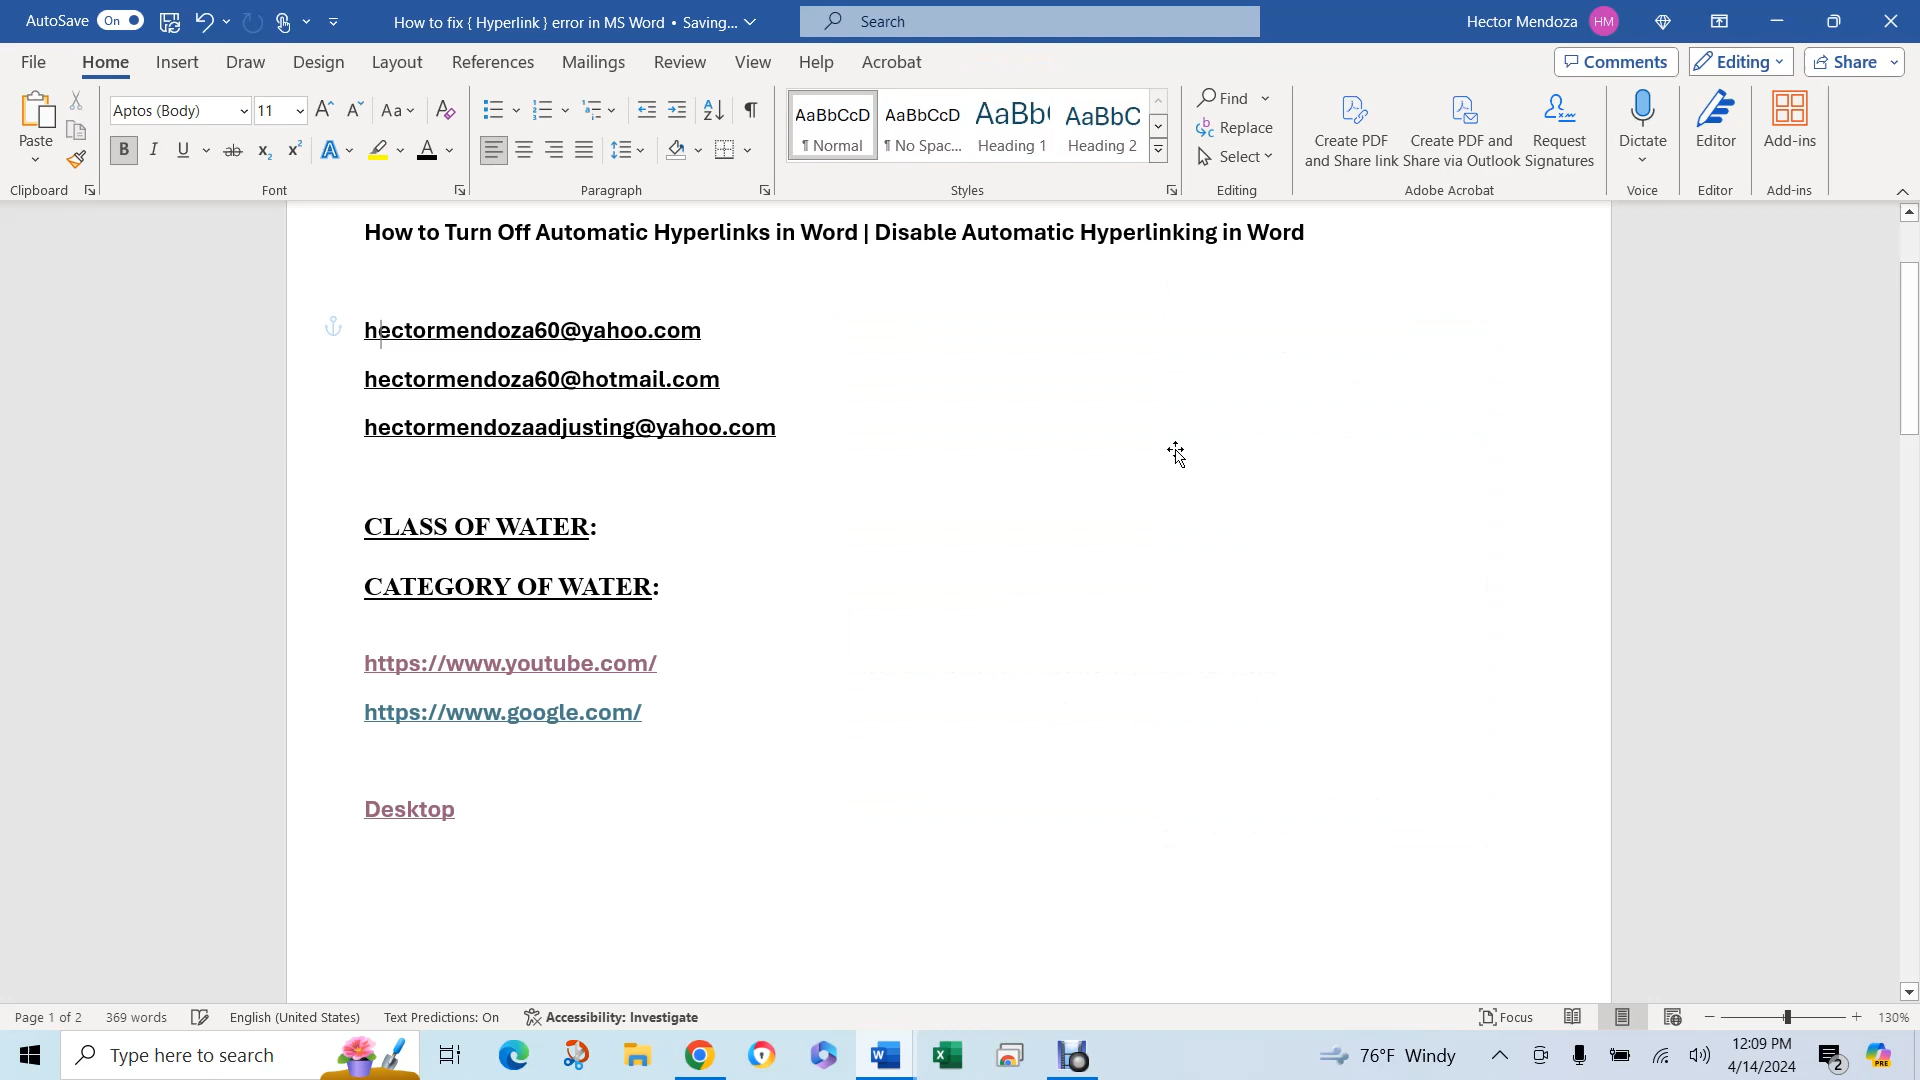 AutoSave On
How to fix { Hyperlink } error in MS Word • Saving...
Search
Hector Mendoza HM
File Home Insert Draw Design Layout References Mailings Review View Help Acrobat
Comments Editing Share
Paste
Aptos (Body) 11
AaBbCcD AaBbCcD AaBb( AaBbC
¶ Normal ¶ No Spac... Heading 1 Heading 2
Find
Replace
Select
Create PDF and Share link
Create PDF and Share via Outlook
Request Signatures
Dictate
Editor
Add-ins
Clipboard Font Paragraph Styles Editing Adobe Acrobat Voice Editor Add-ins
How to Turn Off Automatic Hyperlinks in Word | Disable Automatic Hyperlinking in Word
hectormendoza60@yahoo.com
hectormendoza60@hotmail.com
hectormendozaadjusting@yahoo.com
CLASS OF WATER:
CATEGORY OF WATER:
https://www.youtube.com/
https://www.google.com/
Desktop
Page 1 of 2 369 words English (United States) Text Predictions: On Accessibility: Investigate Focus 130%
Type here to search
76°F Windy
12:09 PM
4/14/2024
2
PRE